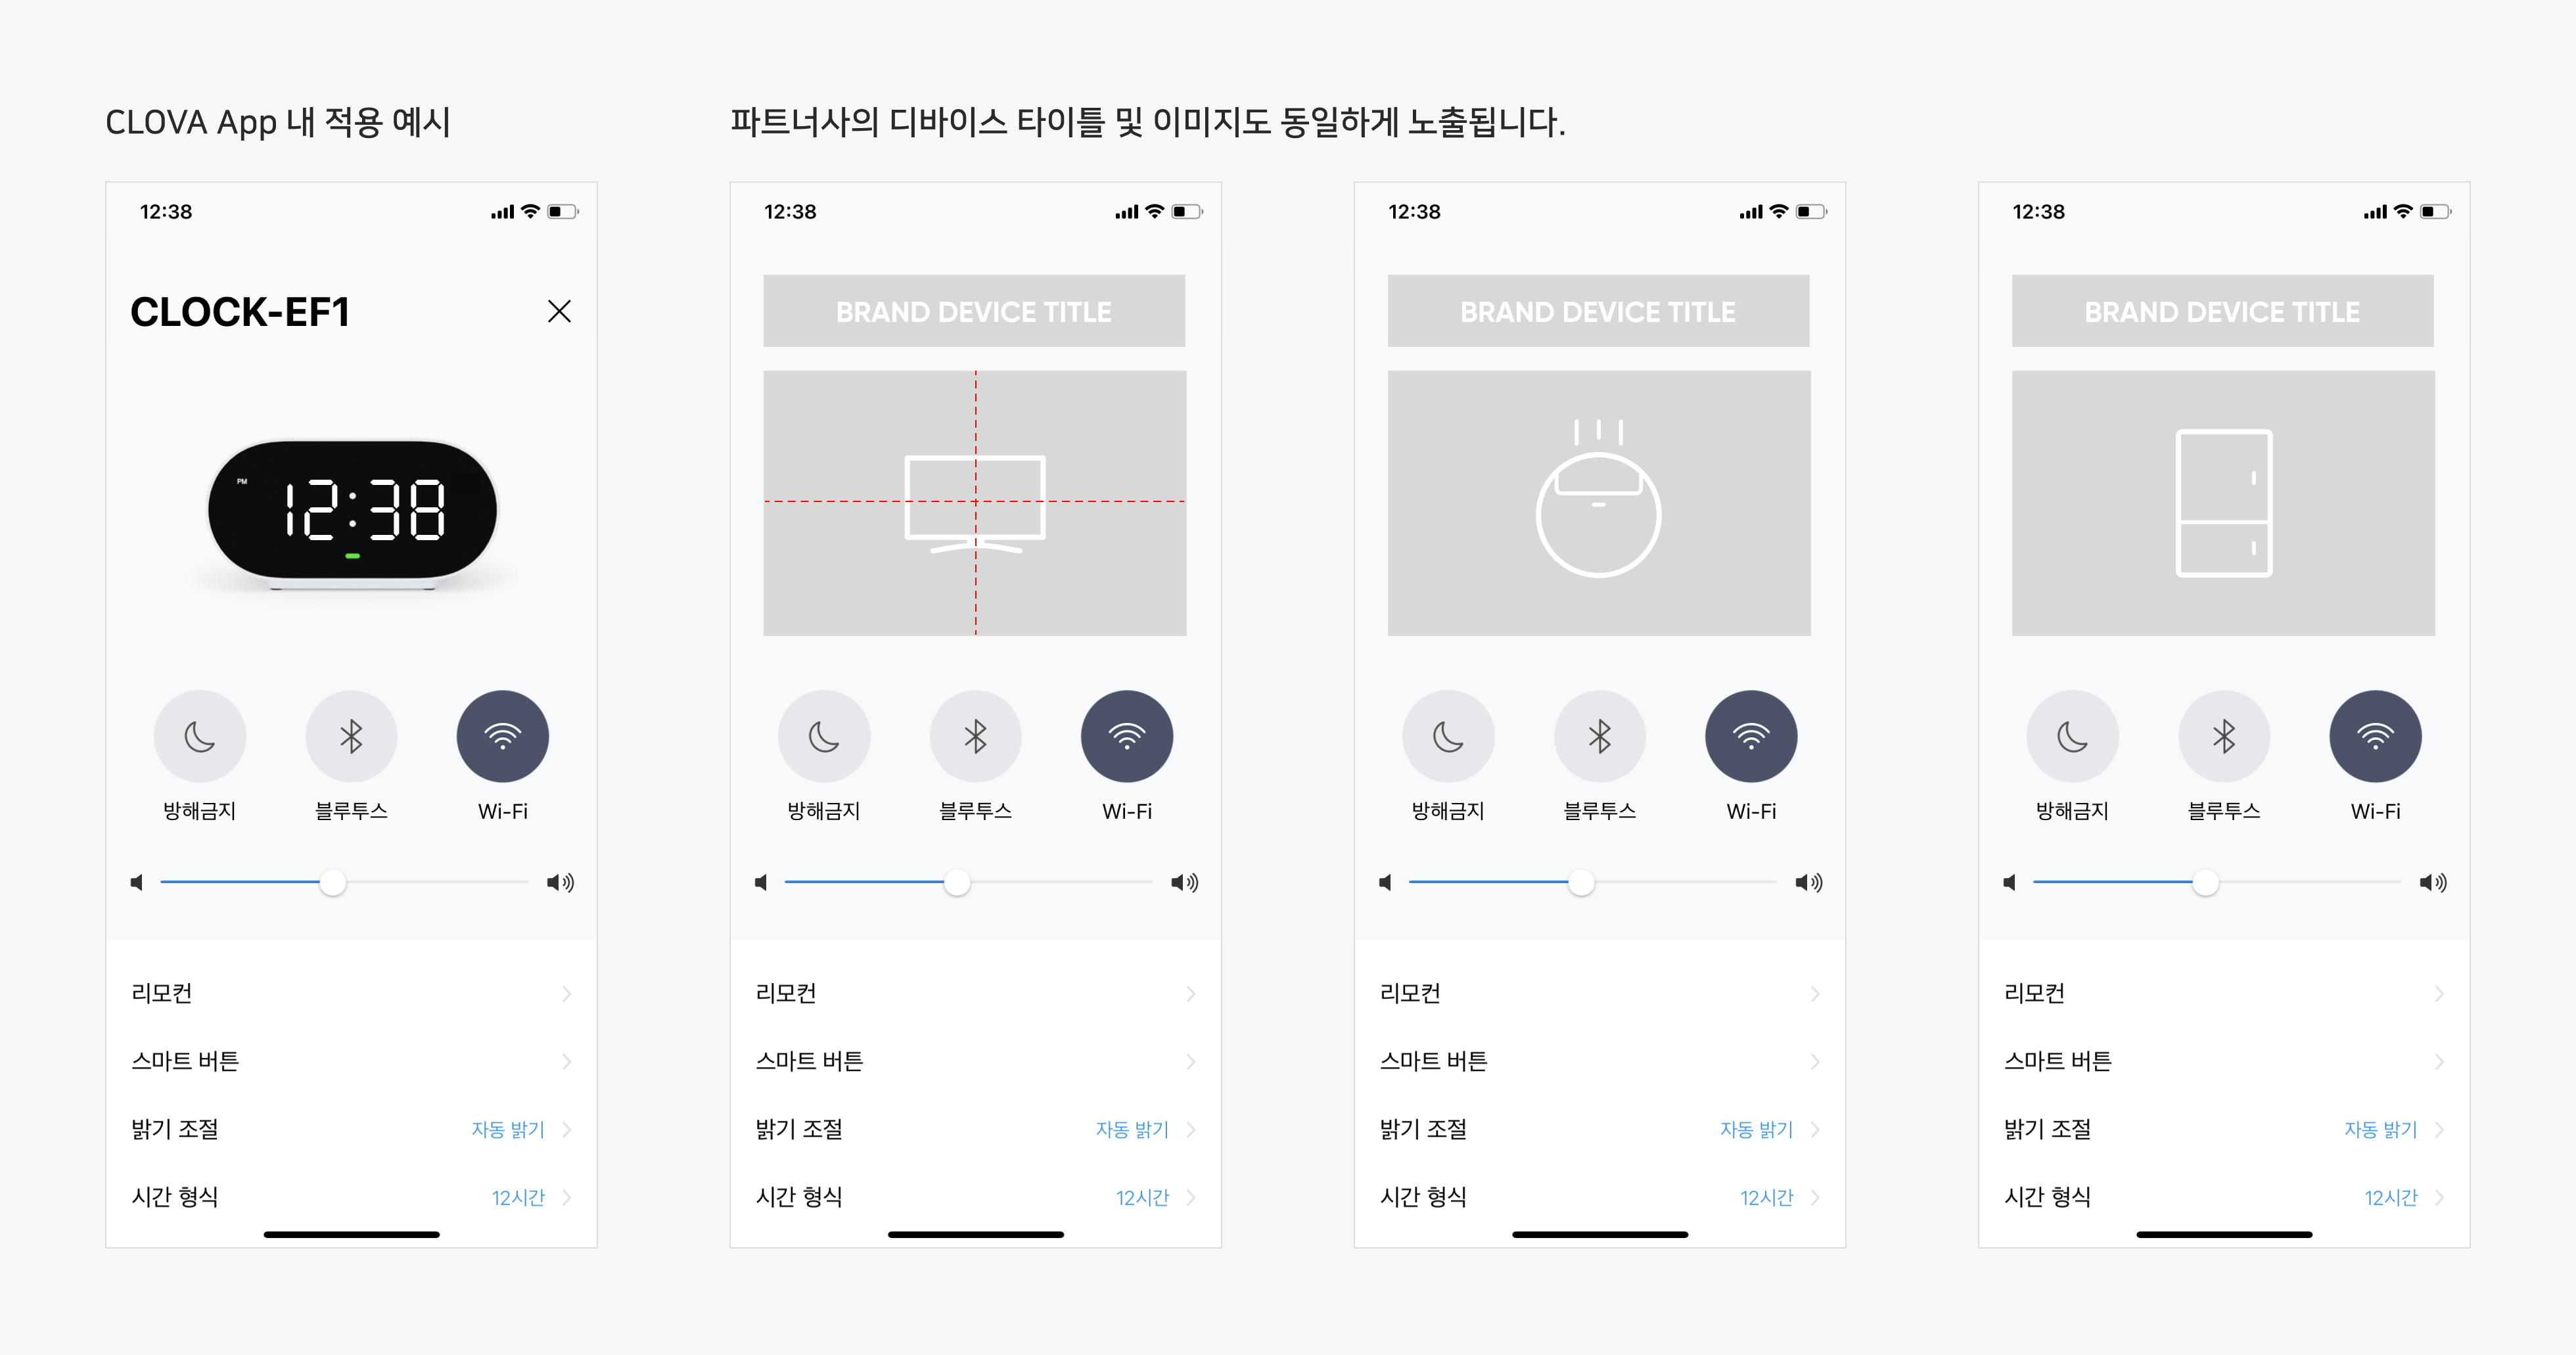 CLOVA App 내 적용 예시
파트너사의 디바이스 타이틀 및 이미지도 동일하게 노출됩니다.
12:38
CLOCK-EF1
PM
12:38
방해금지
블루투스
Wi-Fi
리모컨
스마트 버튼
밝기 조절 자동 밝기
시간 형식 12시간
12:38
BRAND DEVICE TITLE
방해금지
블루투스
Wi-Fi
리모컨
스마트 버튼
밝기 조절 자동 밝기
시간 형식 12시간
12:38
BRAND DEVICE TITLE
방해금지
블루투스
Wi-Fi
리모컨
스마트 버튼
밝기 조절 자동 밝기
시간 형식 12시간
12:38
BRAND DEVICE TITLE
방해금지
블루투스
Wi-Fi
리모컨
스마트 버튼
밝기 조절 자동 밝기
시간 형식 12시간